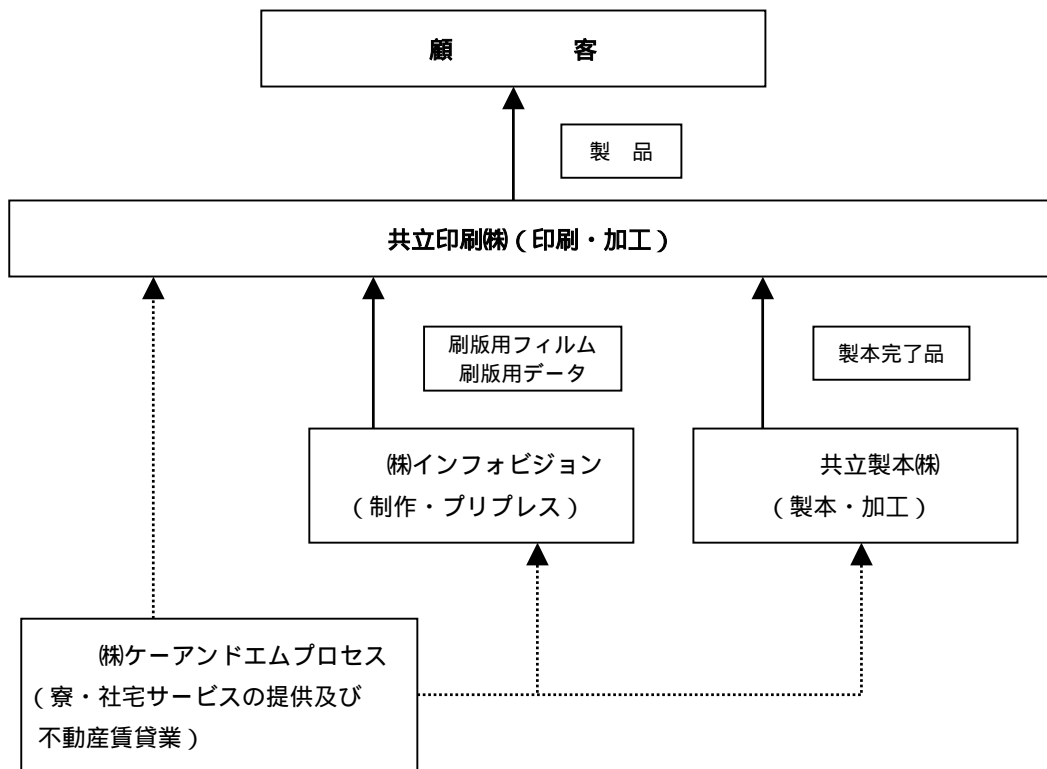 顧　　　　客
製　品
共立印刷㈱（印刷・加工）
刷版用フィルム
刷版用データ
製本完了品
㈱インフォビジョン
（制作・プリプレス）
共立製本㈱
（製本・加工）
㈱ケーアンドエムプロセス
（寮・社宅サービスの提供及び
不動産賃貸業）